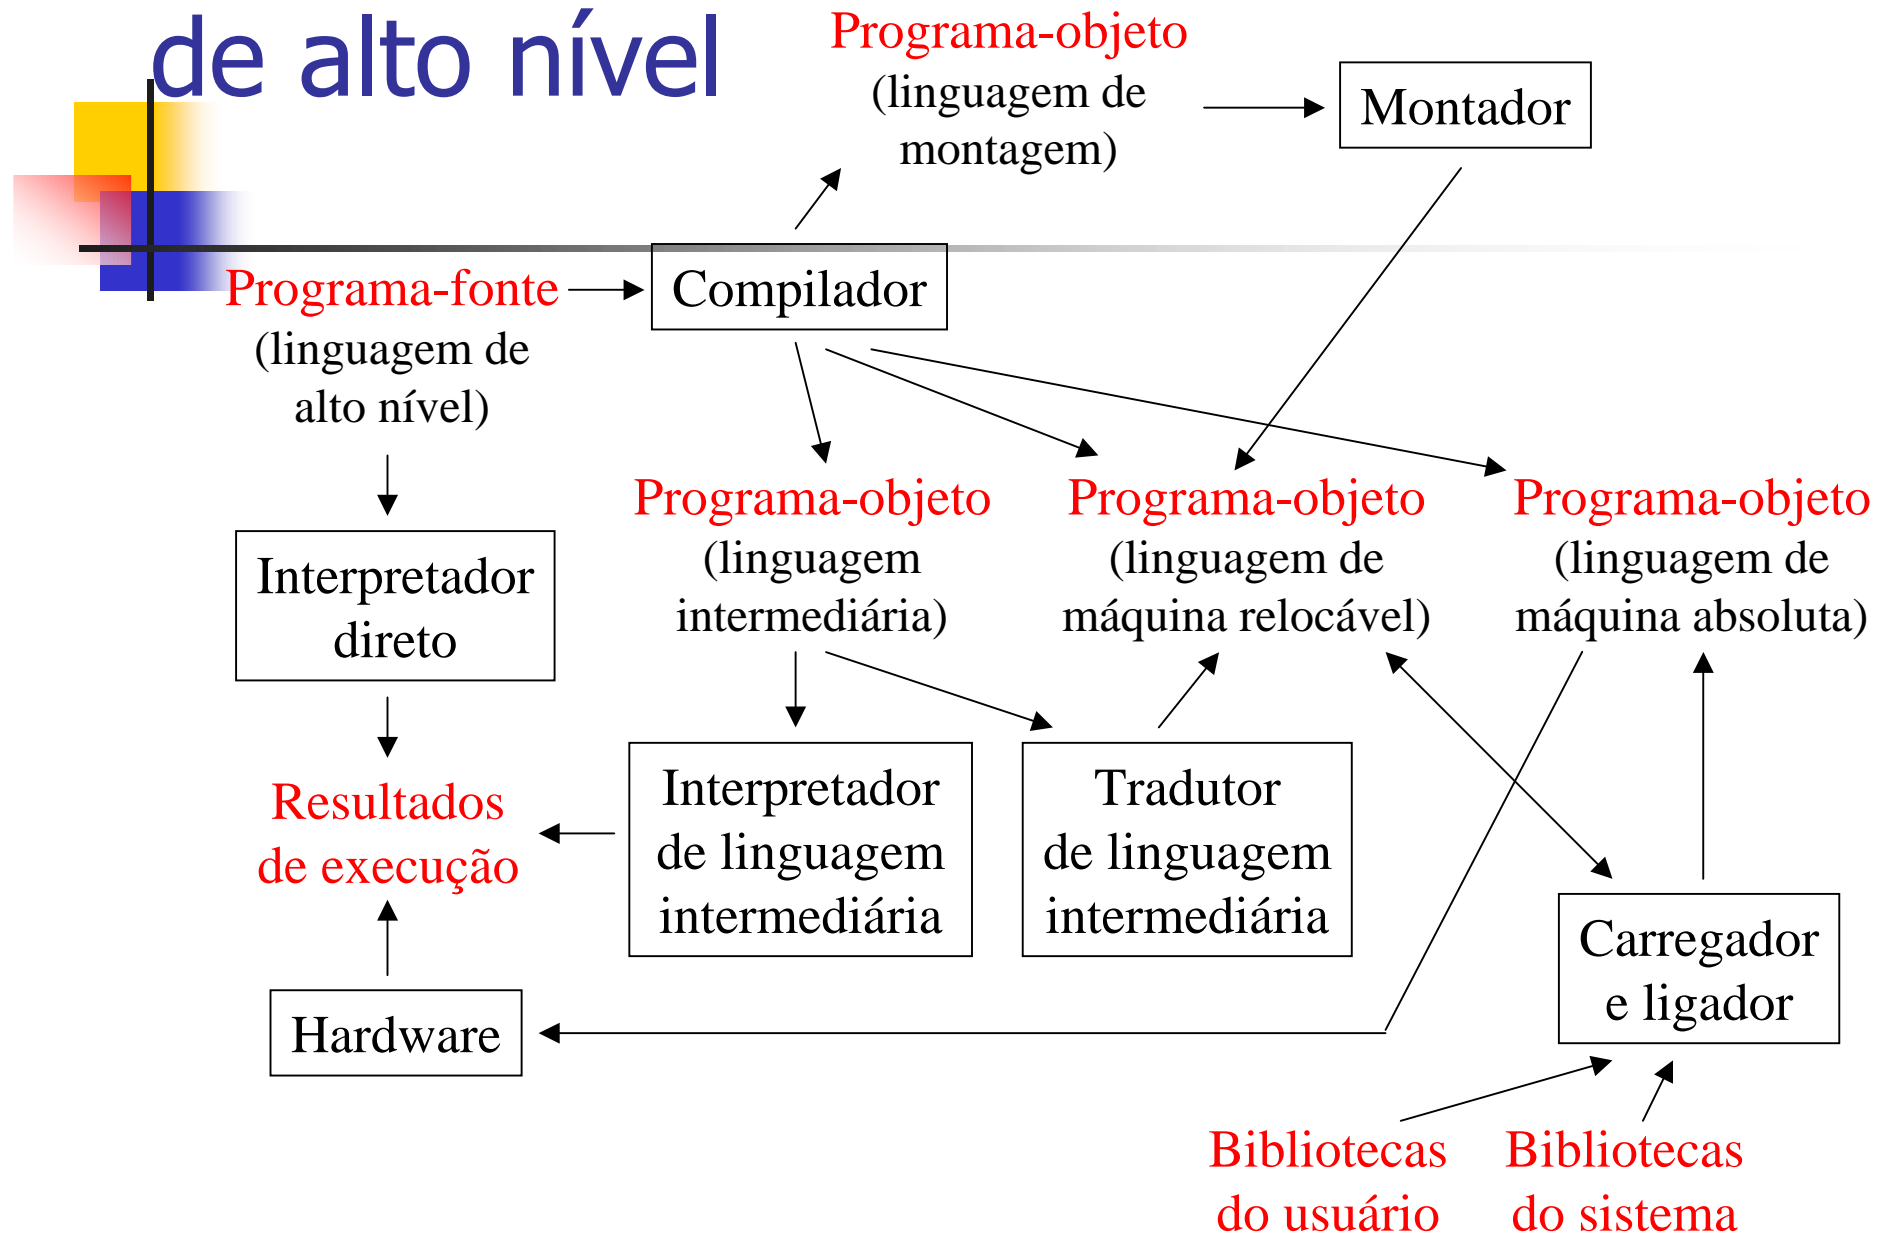 de alto nível
Programa-objeto
(linguagem de
montagem)
Montador
Programa-fonte
(linguagem de
alto nível)
Compilador
Programa-objeto
(linguagem
intermediária)
Programa-objeto
(linguagem de
máquina relocável)
Programa-objeto
(linguagem de
máquina absoluta)
Interpretador
direto
Resultados
de execução
Interpretador
de linguagem
intermediária
Tradutor
de linguagem
intermediária
Carregador
e ligador
Hardware
Bibliotecas
do usuário
Bibliotecas
do sistema